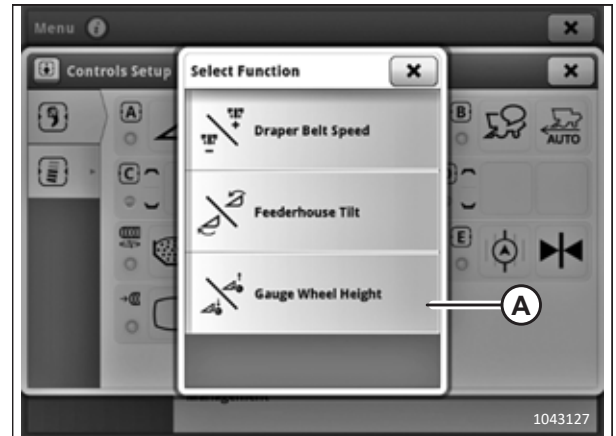 Menu
Controls Setup
Select Function
Draper Belt Speed
Feederhouse Tilt
Gauge Wheel Height
A
B
AUTO
C
E
A
1043127